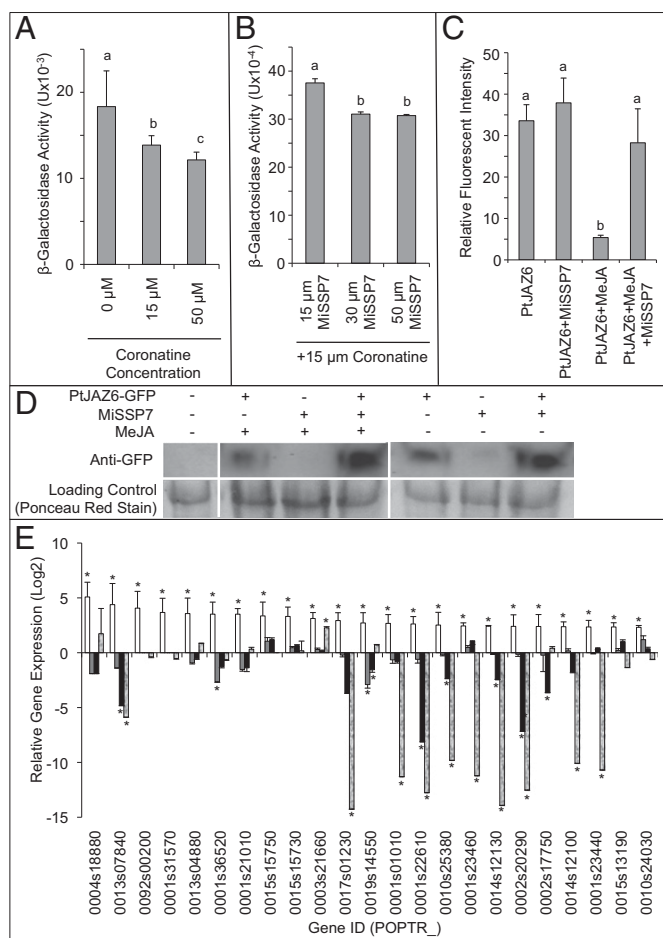 A
β-Galactosidase Activity (Ux10-3)
20
10
0
a
b
c
0 µM
15 µM
50 µM
Coronatine
Concentration
B
β-Galactosidase Activity (Ux10-4)
40
30
20
10
0
a
b
b
15 µm
MiSSP7
30 µm
MiSSP7
50 µm
MiSSP7
+15 µm Coronatine
C
Relative Fluorescent Intensity
50
40
30
20
10
0
a
a
b
a
PtJAZ6
PtJAZ6+MiSSP7
PtJAZ6+MeJA
PtJAZ6+MeJA
+MiSSP7
D
PtJAZ6-GFP - + - + + - +
MiSSP7 - - + + - + +
MeJA - + + + - - -
Anti-GFP
Loading Control
(Ponceau Red Stain)
E
Relative Gene Expression (Log2)
10
5
0
-5
-10
-15
0004s18880
0013s07840
0092s00200
0001s31570
0013s04880
0001s36520
0001s21010
0015s15750
0015s15730
0003s21660
0017s01230
0019s14550
0001s01010
0001s22610
0010s25380
0001s23460
0014s12130
0002s20290
0002s17750
0014s12100
0001s23440
0015s13190
0010s24030
Gene ID (POPTR_)